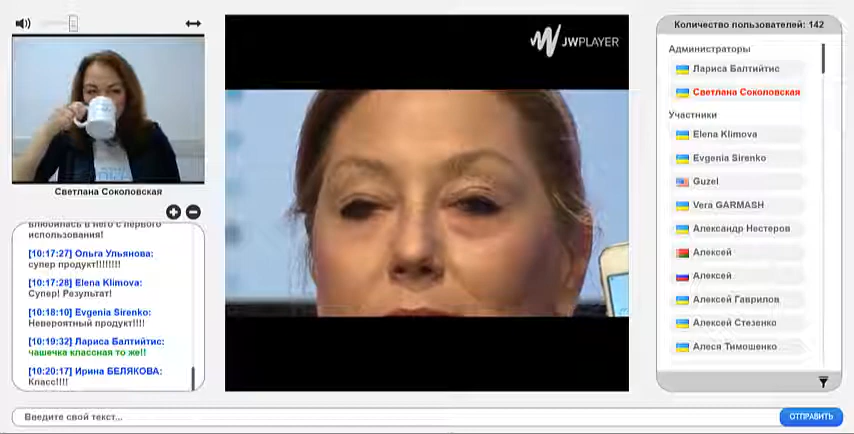 JWPLAYER
Светлана Соколовская
влюбилась в него с первого
использования!
[10:17:27] Ольга Ульянова:
супер продукт!!!!!!!!
[10:17:28] Elena Klimova:
Супер! Результат!
[10:18:10] Evgenia Sirenko:
Невероятный продукт!!!!
[10:19:32] Лариса Балтийтис:
чашечка классная то же!!
[10:20:17] Ирина БЕЛЯКОВА:
Класс!!!!
Количество пользователей: 142
Администраторы
Лариса Балтийтис
Светлана Соколовская
Участники
Elena Klimova
Evgenia Sirenko
Guzel
Vera GARMASH
Александр Нестеров
Алексей
Алексей
Алексей Гаврилов
Алексей Стезенко
Алеся Тимошенко
Введите свой текст...
ОТПРАВИТЬ